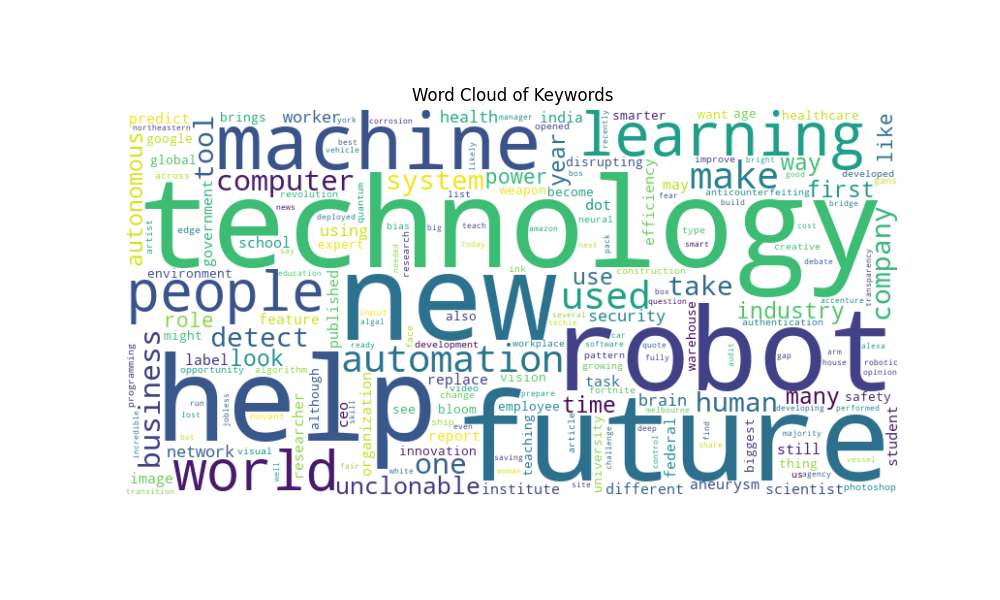 Word Cloud of Keywords
predict
northeastern
google
global
across
autonomous
artist
edge
tool
government
brings
worker
york
corrosion
health
manager
india
opened
smarter
want
age
healthcare
machine
best
vehicle
likely
learning
recently
like
year
disrupting
bos
improve
bright
developed
good
gans
computer
revolution
system
list
power
weapon
become
make
way
may
anticounterfeiting
first
fear
build
bridge
technology
news
deployed
quantum
school
say
using
expert
bias
big
teach
research
needed
today
amazon
dot
neural
next
pack
efficiency
type
smart
cost
creative
debate
transparency
company
environment
education
people
published
input
algal
new
ink
use
used
construction
box
question
take
accenture
industry
authentication
alexa
role
feature
might
detect
ready
face
also
development
several
techie
security
workplace
car
software
warehouse
robot
quote
fully
audit
gap
arm
house
robotic
opinion
programming
business
label
look
opportunity
algorithm
automation
pattern
growing
replace
video
change
vision
prepare
task
fortnite
help
run
lost
jobless
bot
novant
although
ceo
skill
organization
see
bloom
ship
even
employee
time
brain
melbourne
human
many
developing
safety
performed
student
incredible
network
visual
researcher
report
innovation
teaching
article
challenge
university
deep
control
federal
find
share
biggest
majority
still
thing
future
image
transition
world
well
fair
white
one
saving
woman
unclonable
institute
site
different
aneurysm
us
agency
scientist
vessel
photoshop